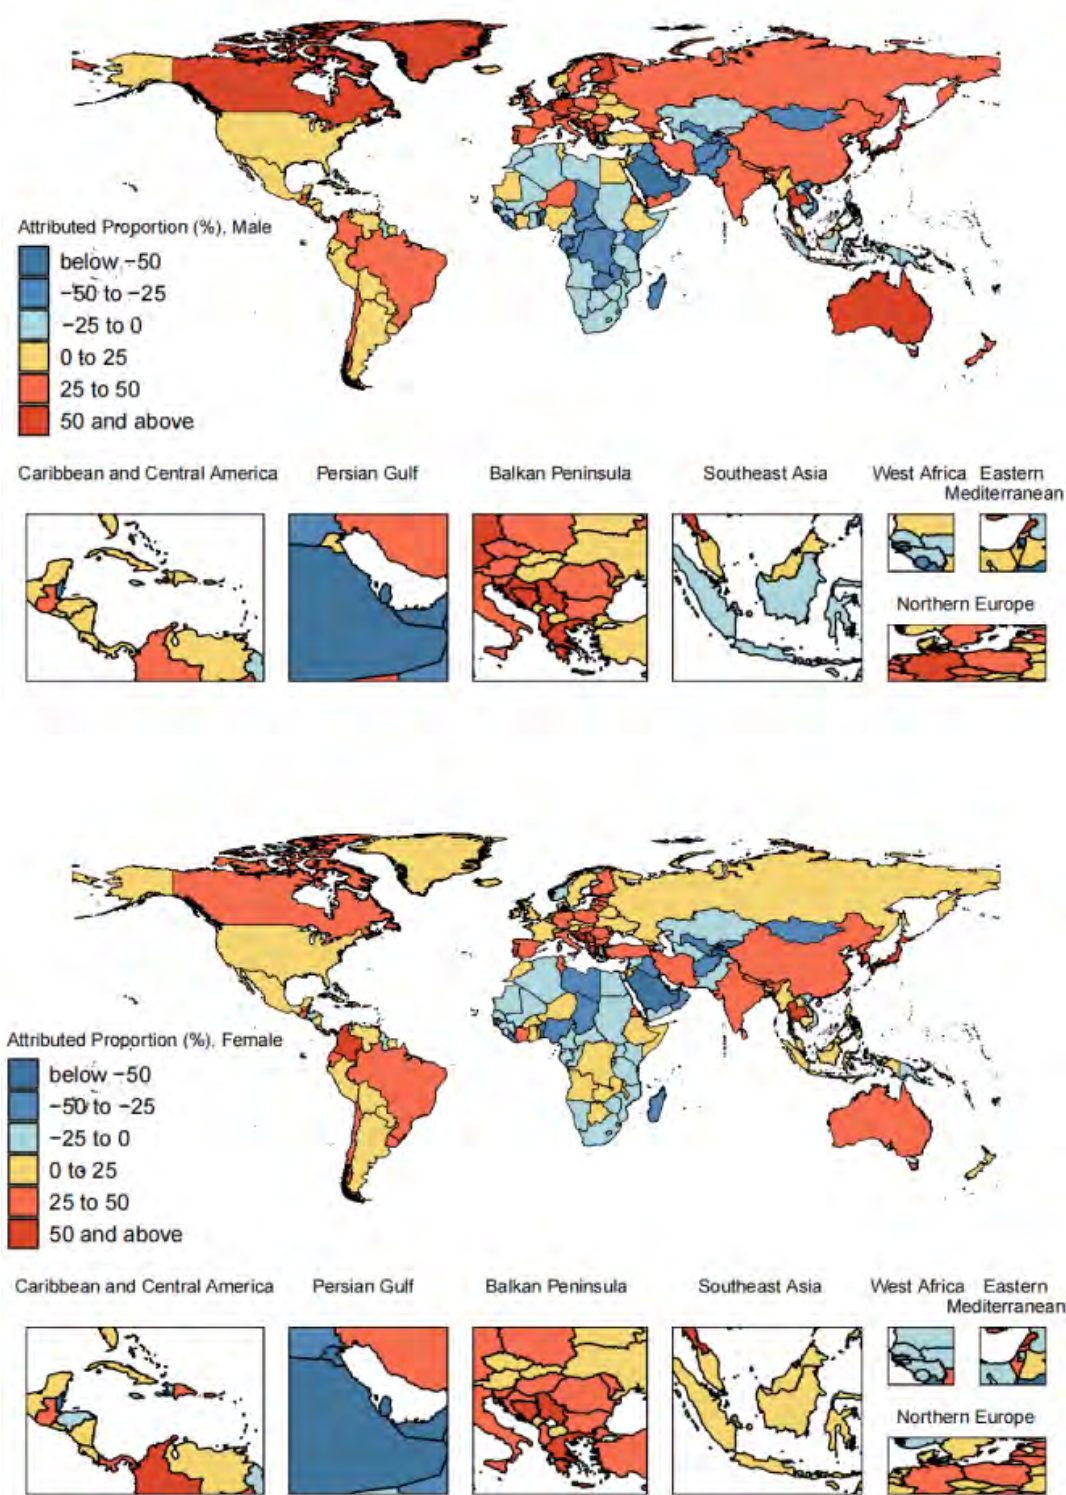 Attributed Proportion (%), Male
below −50
−50 to −25
−25 to 0
0 to 25
25 to 50
50 and above
Caribbean and Central America
Persian Gulf
Balkan Peninsula
Southeast Asia
West Africa
Eastern
Mediterranean
Northern Europe
Attributed Proportion (%), Female
below −50
−50 to −25
−25 to 0
0 to 25
25 to 50
50 and above
Caribbean and Central America
Persian Gulf
Balkan Peninsula
Southeast Asia
West Africa
Eastern
Mediterranean
Northern Europe